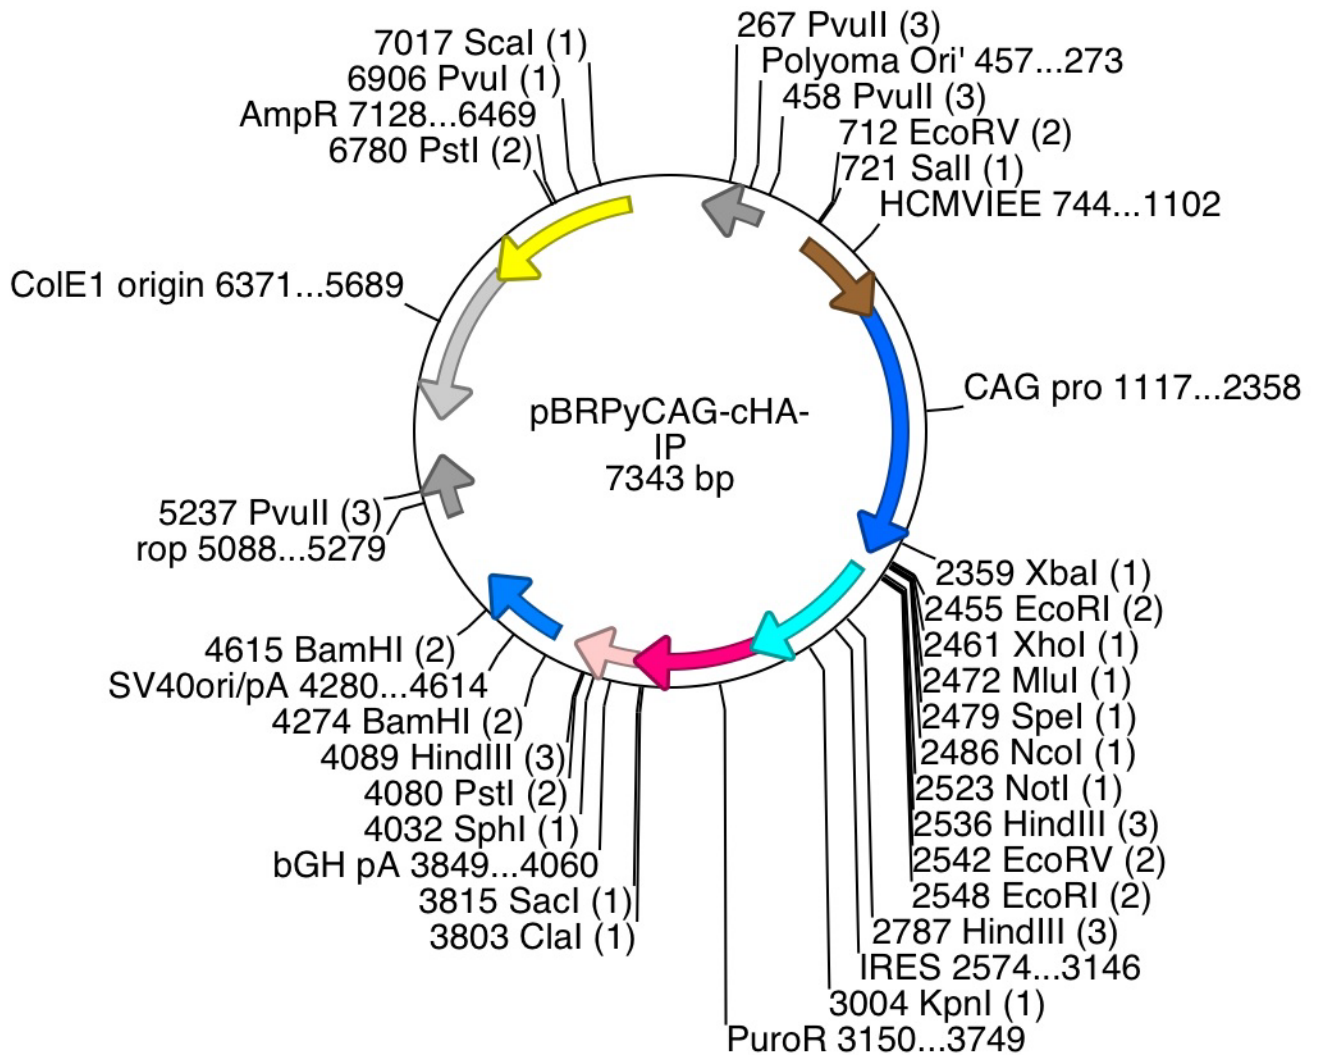 7017 ScaI (1)
6906 PvuI (1)
AmpR 7128...6469
6780 PstI (2)
ColE1 origin 6371...5689
5237 PvuII (3)
rop 5088...5279
4615 BamHI (2)
SV40ori/pA 4280...4614
4274 BamHI (2)
4089 HindIII (3)
4080 PstI (2)
4032 SphI (1)
bGH pA 3849...4060
3815 SacI (1)
3803 ClaI (1)
pBRPyCAG-cHA-
IP
7343 bp
267 PvuII (3)
Polyoma Ori' 457...273
458 PvuII (3)
712 EcoRV (2)
721 SalI (1)
HCMVIEE 744...1102
CAG pro 1117...2358
2359 XbaI (1)
2455 EcoRI (2)
2461 XhoI (1)
2472 MluI (1)
2479 SpeI (1)
2486 NcoI (1)
2523 NotI (1)
2536 HindIII (3)
2542 EcoRV (2)
2548 EcoRI (2)
2787 HindIII (3)
IRES 2574...3146
3004 KpnI (1)
PuroR 3150...3749